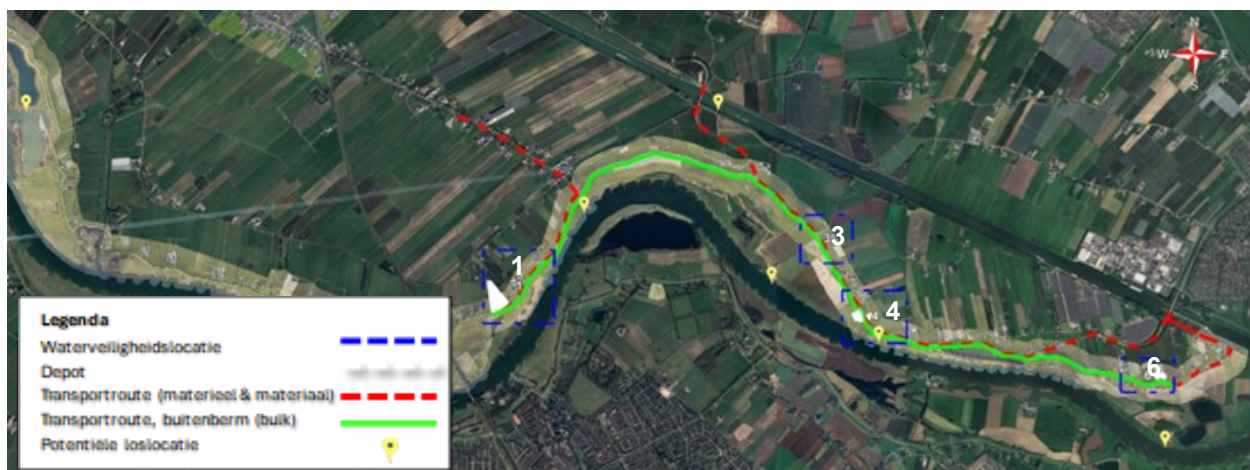 N
W E
S
1
3
4
6
Legenda
Waterveiligheidslocatie
Depot
Transportroute (materieel & materiaal)
Transportroute, buitenberm (bulk)
Potentiële loslocatie